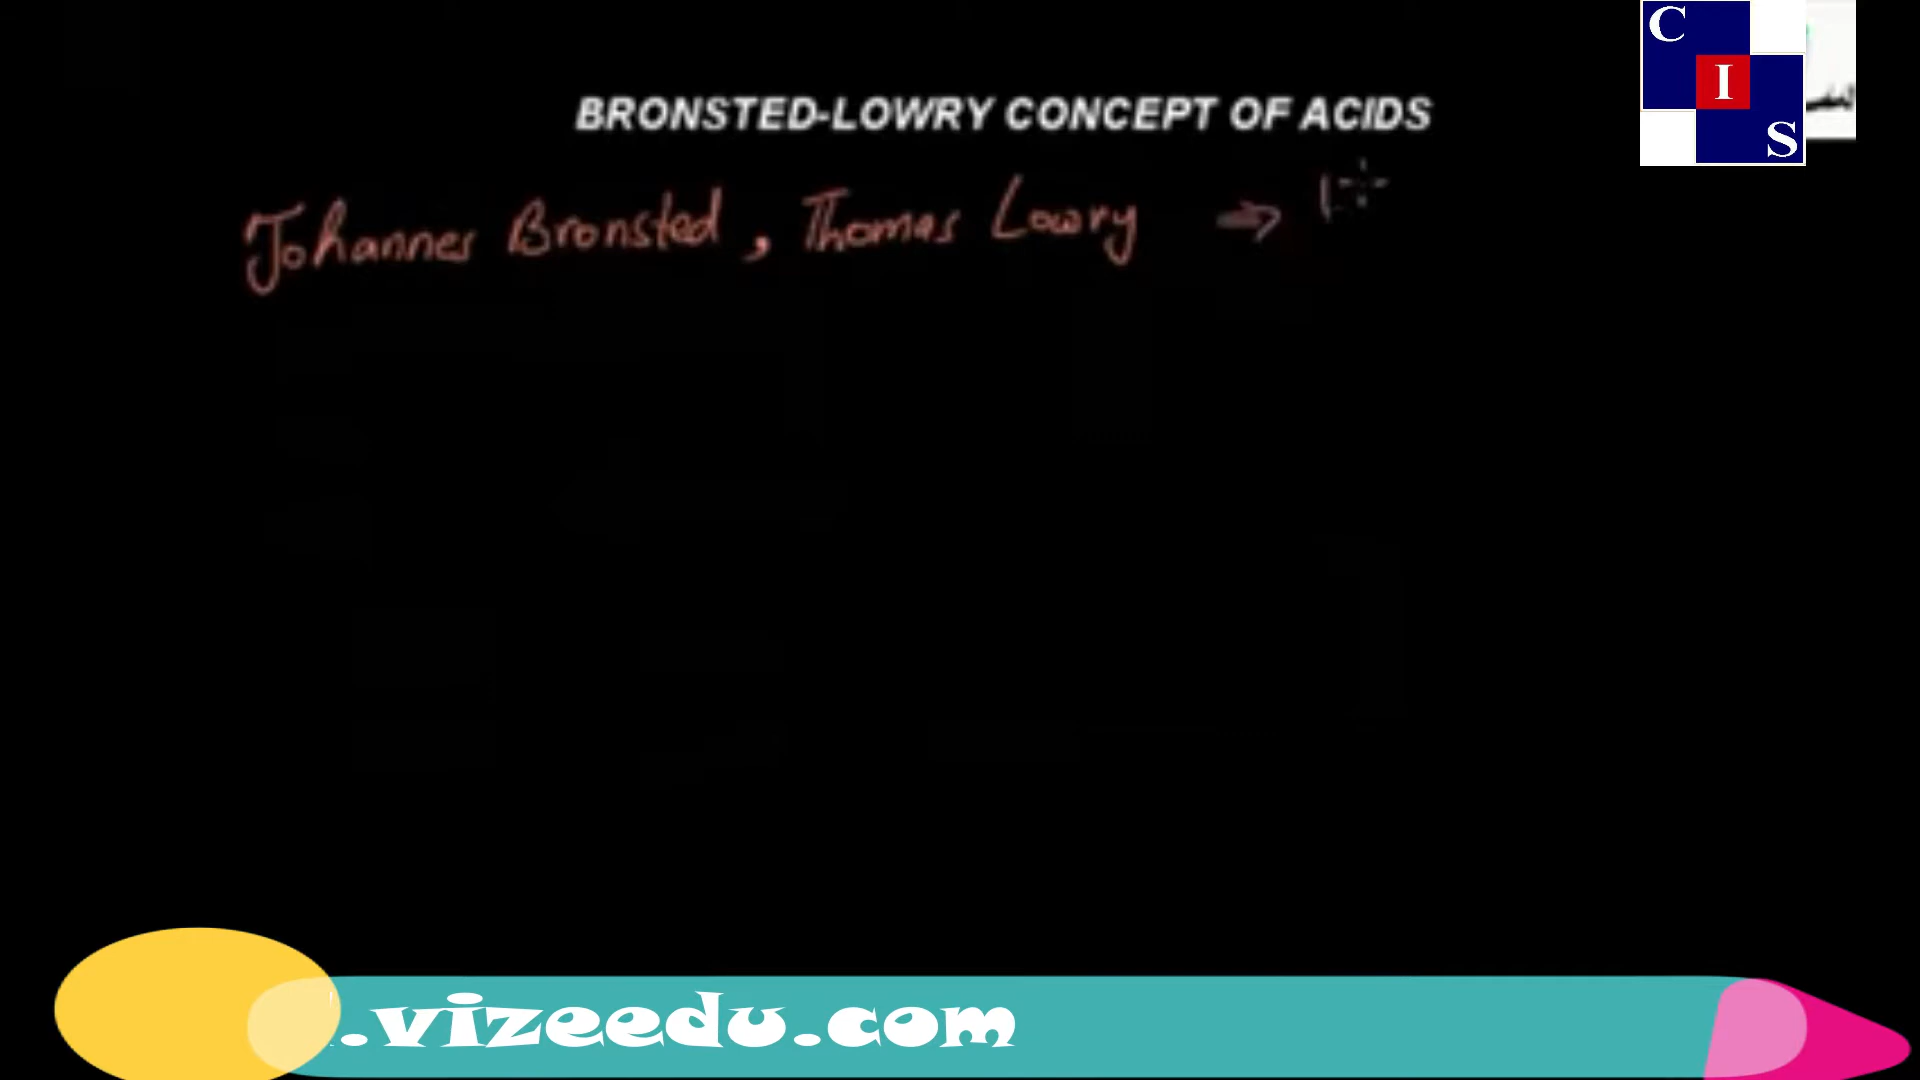 C
I
S
BRONSTED-LOWRY CONCEPT OF ACIDS
Johannes Bronsted, Thomas Lowry ⇒
.vizeedu.com